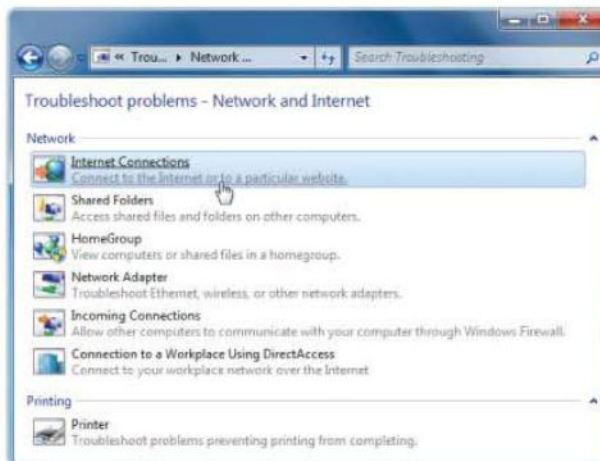 « Trou... ▸ Network ...
Search Troubleshooting
Troubleshoot problems - Network and Internet
Network
Internet Connections
Connect to the Internet or to a particular website.
Shared Folders
Access shared files and folders on other computers.
HomeGroup
View computers or shared files in a homegroup.
Network Adapter
Troubleshoot Ethernet, wireless, or other network adapters.
Incoming Connections
Allow other computers to communicate with your computer through Windows Firewall.
Connection to a Workplace Using DirectAccess
Connect to your workplace network over the Internet
Printing
Printer
Troubleshoot problems preventing printing from completing.